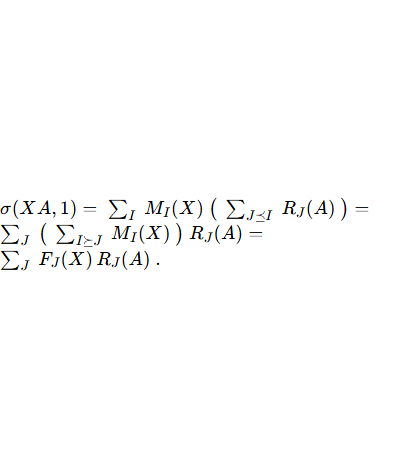 σ(XA, 1) = ∑_I M_I(X) ( ∑_{J⪯I} R_J(A) ) =
∑_J ( ∑_{I⪰J} M_I(X) ) R_J(A) =
∑_J F_J(X) R_J(A) .